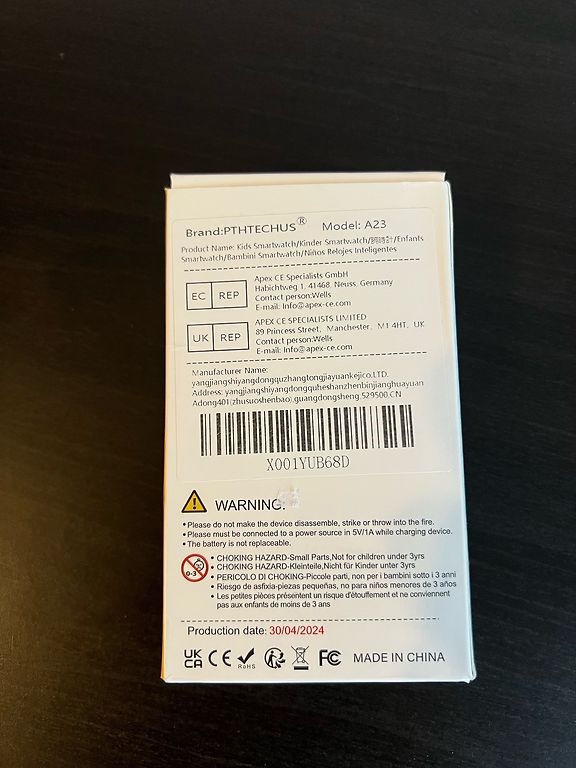 Brand:PTHTECHUS® Model: A23
Product Name: Kids Smartwatch/Kinder Smartwatch/腕時計/Enfants
Smartwatch/Bambini Smartwatch/Niños Relojes Inteligentes
EC REP
Apex CE Specialists GmbH
Habichtweg 1, 41468, Neuss, Germany
Contact person:Wells
E-mail: Info@apex-ce.com
UK REP
APEX CE SPECIALISTS LIMITED
89 Princess Street, Manchester, M1 4HT, UK
Contact person:Wells
E-mail: Info@apex-ce.com
Manufacturer Name:
yangjiangshiyangdongquzhangtongjiayuankejico.LTD.
Address: yangjiangshiyangdongquheshanzhenbinjianghuayuan
Adong401(zhusuoshenbao),guangdongsheng,529500,CN
X001YUB68D
WARNING:
• Please do not make the device disassemble, strike or throw into the fire.
• Please must be connected to a power source in 5V/1A while charging device.
• The battery is not replaceable.
0-3
• CHOKING HAZARD-Small Parts,Not for children under 3yrs
• CHOKING HAZARD-Kleinteile,Nicht für Kinder unter 3yrs
• PERICOLO DI CHOKING-Piccole parti, non per i bambini sotto i 3 anni
• Riesgo de asfixia-piezas pequeñas, no para niños menores de 3 años
• Les petites pièces présentent un risque d'étouffement et ne conviennent
pas aux enfants de moins de 3 ans
Production date: 30/04/2024
UK CA CE RoHS FC MADE IN CHINA